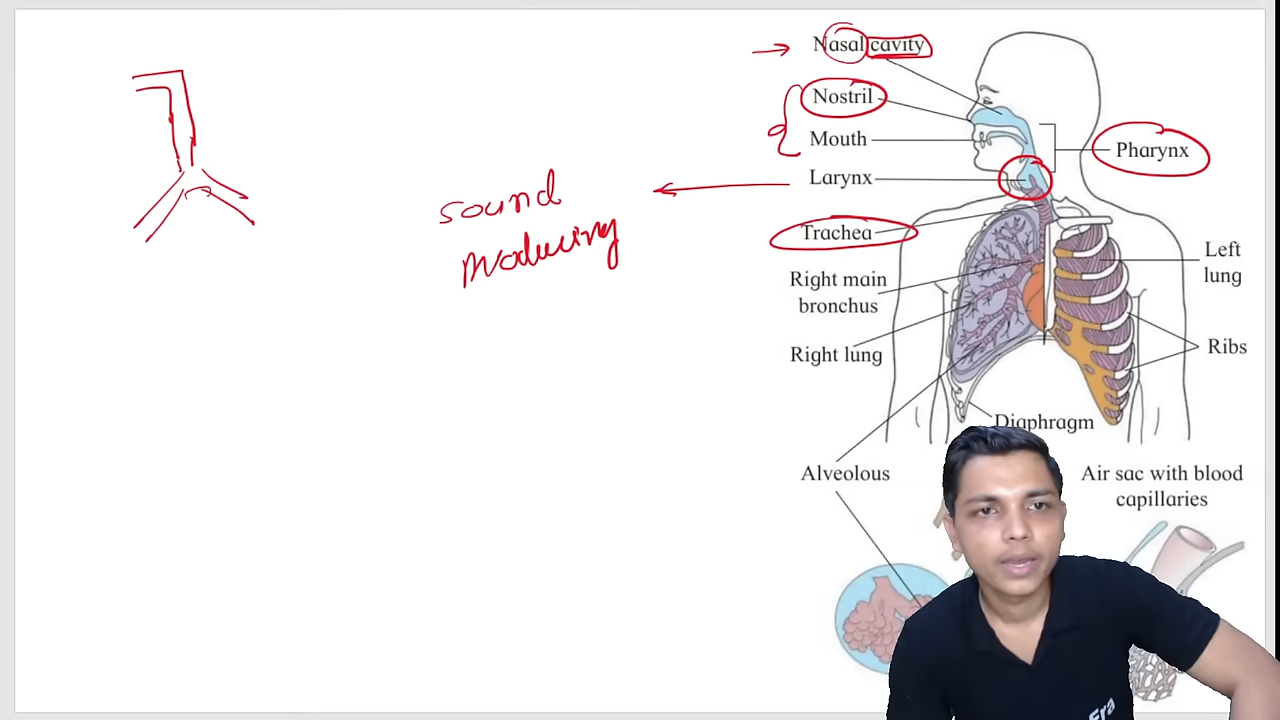 Nasal cavity
Nostril
Mouth
Larynx
Pharynx
sound
producing
Trachea
Right main
bronchus
Left
lung
Right lung
Ribs
Diaphragm
Alveolous
Air sac with blood
capillaries
Era